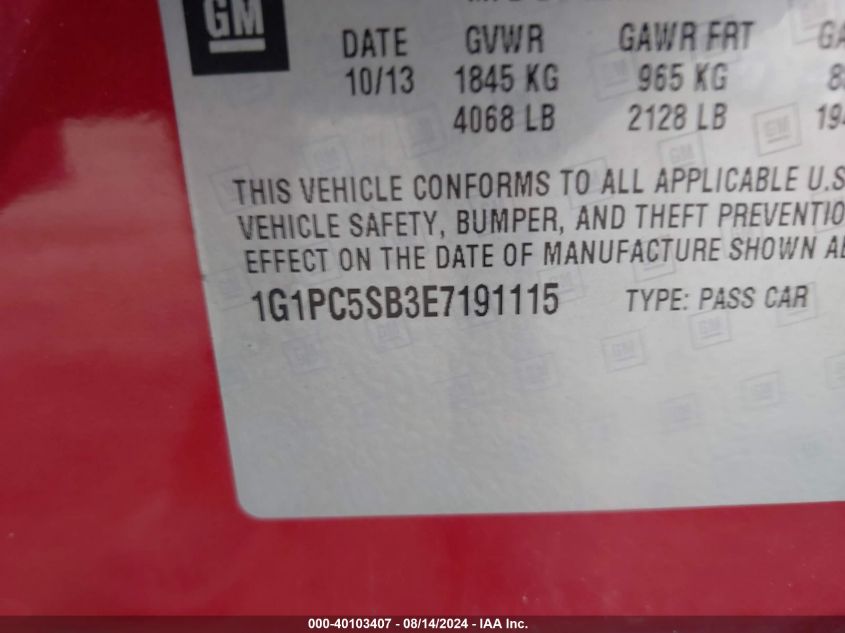 GM
DATE GVWR GAWR FRT
10/13 1845 KG 965 KG
4068 LB 2128 LB
THIS VEHICLE CONFORMS TO ALL APPLICABLE U.S
VEHICLE SAFETY, BUMPER, AND THEFT PREVENTIO
EFFECT ON THE DATE OF MANUFACTURE SHOWN
1G1PC5SB3E7191115 TYPE: PASS CAR
000-40103407 - 08/14/2024 - IAA Inc.